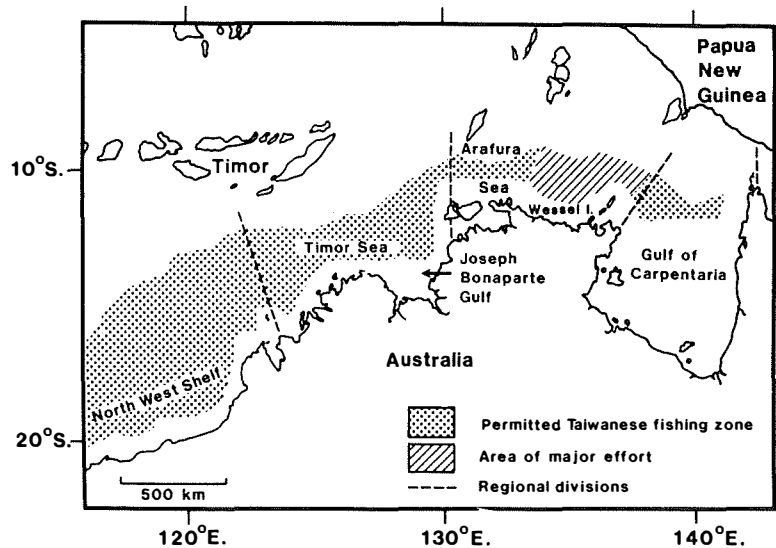 Papua
New
Guinea
10°S.
Timor
Arafura
Sea
Wessel I.
Timor Sea
Joseph
Bonaparte
Gulf
Gulf of
Carpentaria
North West Shelf
Australia
20°S.
Permitted Taiwanese fishing zone
Area of major effort
Regional divisions
500 km
120°E.
130°E.
140°E.